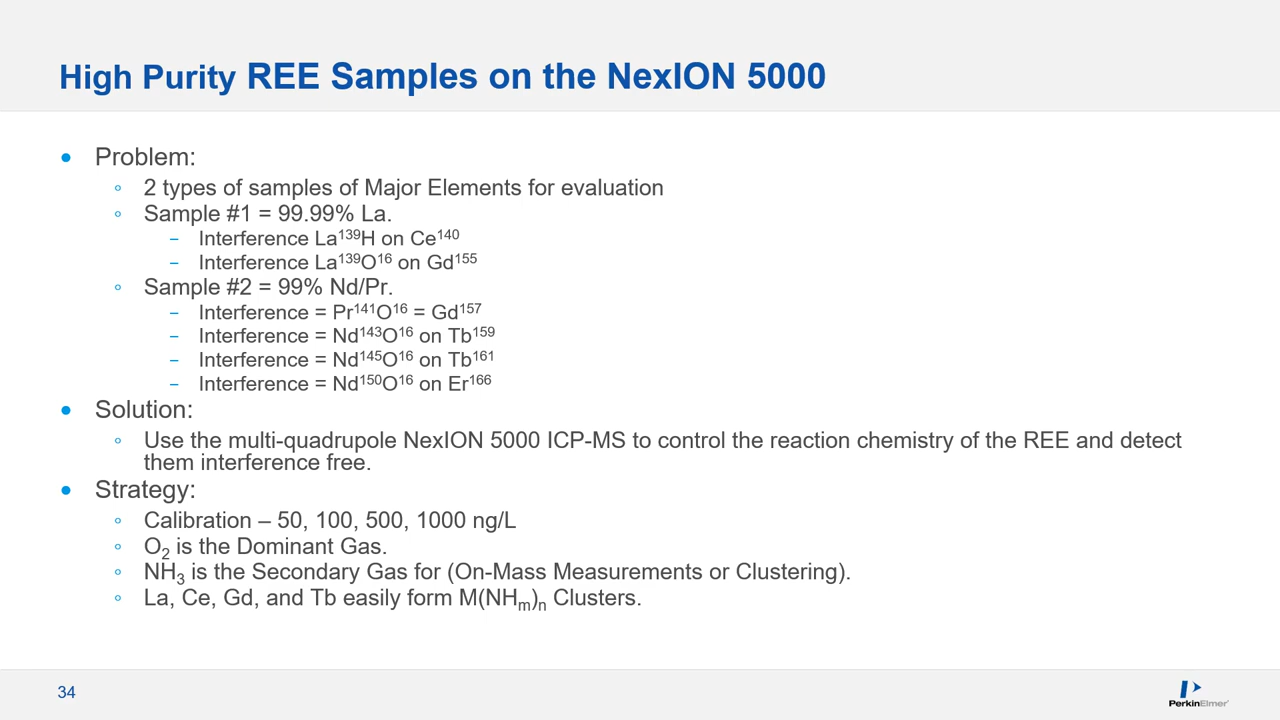 High Purity REE Samples on the NexION 5000
• Problem:
◦ 2 types of samples of Major Elements for evaluation
◦ Sample #1 = 99.99% La.
− Interference La¹³⁹H on Ce¹⁴⁰
− Interference La¹³⁹O¹⁶ on Gd¹⁵⁵
◦ Sample #2 = 99% Nd/Pr.
− Interference = Pr¹⁴¹O¹⁶ = Gd¹⁵⁷
− Interference = Nd¹⁴³O¹⁶ on Tb¹⁵⁹
− Interference = Nd¹⁴⁵O¹⁶ on Tb¹⁶¹
− Interference = Nd¹⁵⁰O¹⁶ on Er¹⁶⁶
• Solution:
◦ Use the multi-quadrupole NexION 5000 ICP-MS to control the reaction chemistry of the REE and detect
them interference free.
• Strategy:
◦ Calibration – 50, 100, 500, 1000 ng/L
◦ O₂ is the Dominant Gas.
◦ NH₃ is the Secondary Gas for (On-Mass Measurements or Clustering).
◦ La, Ce, Gd, and Tb easily form M(NHₘ)ₙ Clusters.
34
PerkinElmer